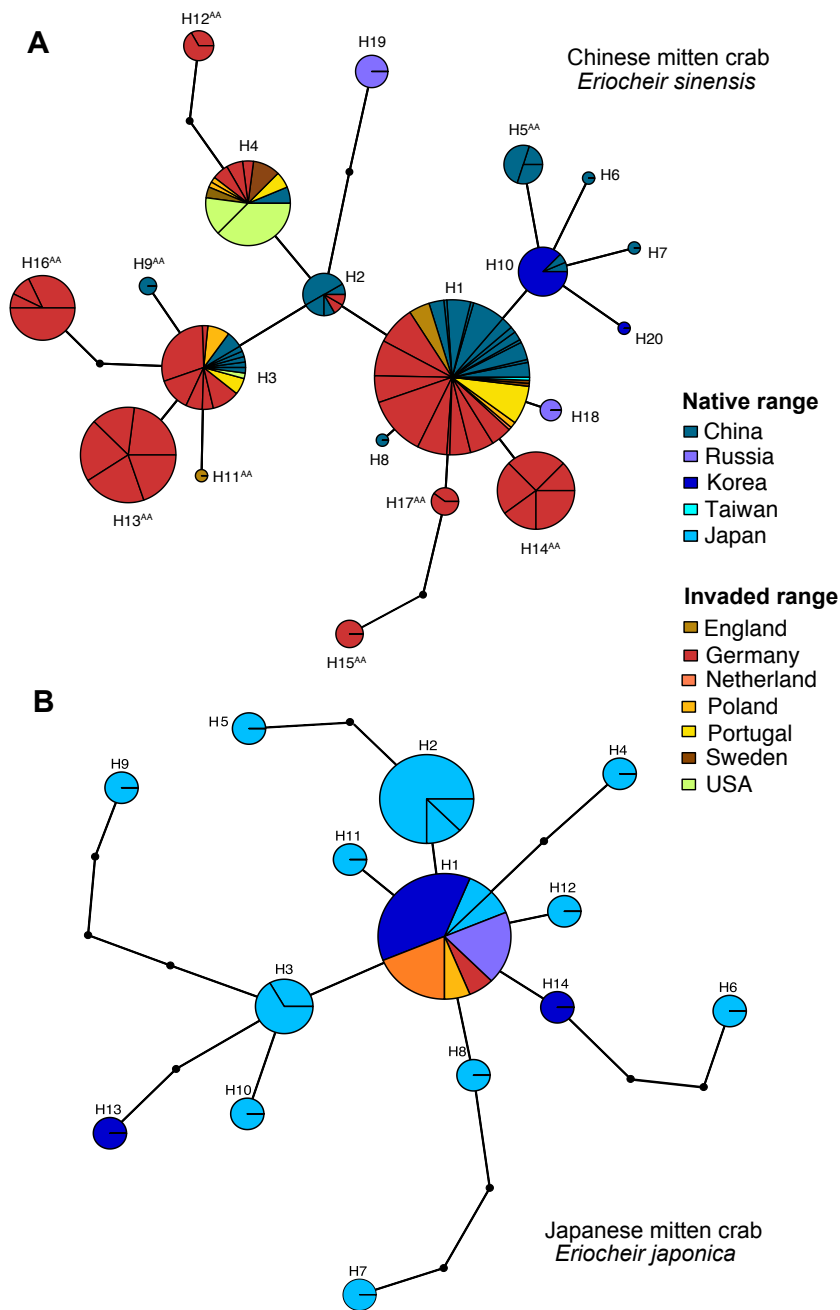 A
H12ᴬᴬ
H19
Chinese mitten crab
Eriocheir sinensis
H4
H5ᴬᴬ
H6
H16ᴬᴬ
H9ᴬᴬ
H2
H1
H10
H7
H20
H3
Native range
H18
China
H8
Russia
H11ᴬᴬ
Korea
H13ᴬᴬ
H17ᴬᴬ
H14ᴬᴬ
Taiwan
Japan
Invaded range
England
H15ᴬᴬ
Germany
Netherland
B
Poland
H5
Portugal
H2
H4
Sweden
H9
USA
H11
H1
H12
H3
H14
H6
H8
H10
H13
Japanese mitten crab
Eriocheir japonica
H7